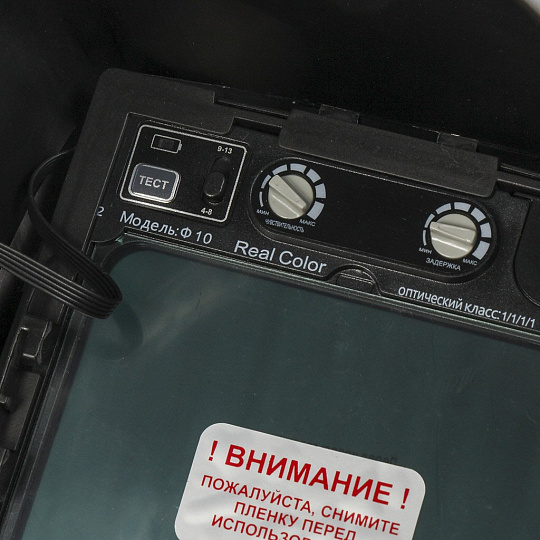 9-13
ТЕСТ
4-8
МИН МАКС
ЧУВСТВИТЕЛЬНОСТЬ
МИН МАКС
ЗАДЕРЖКА
2 Модель:Ф 10
Real Color
оптический класс:1/1/1/1
! ВНИМАНИЕ !
ПОЖАЛУЙСТА, СНИМИТЕ
ПЛЕНКУ ПЕРЕД